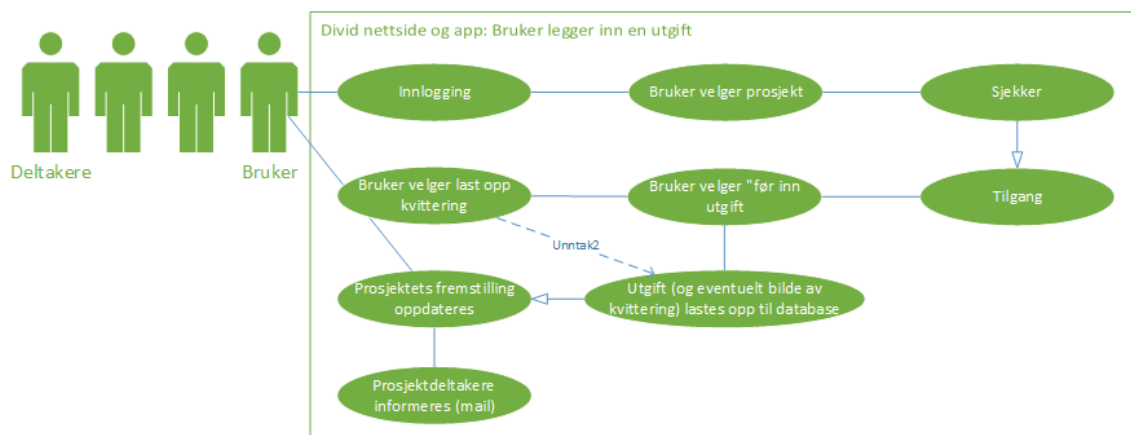 Divid nettside og app: Bruker legger inn en utgift
Deltakere
Bruker
Innlogging
Bruker velger prosjekt
Sjekker
Bruker velger last opp
kvittering
Bruker velger "før inn
utgift
Tilgang
Unntak2
Prosjektets fremstilling
oppdateres
Utgift (og eventuelt bilde av
kvittering) lastes opp til database
Prosjektdeltakere
informeres (mail)